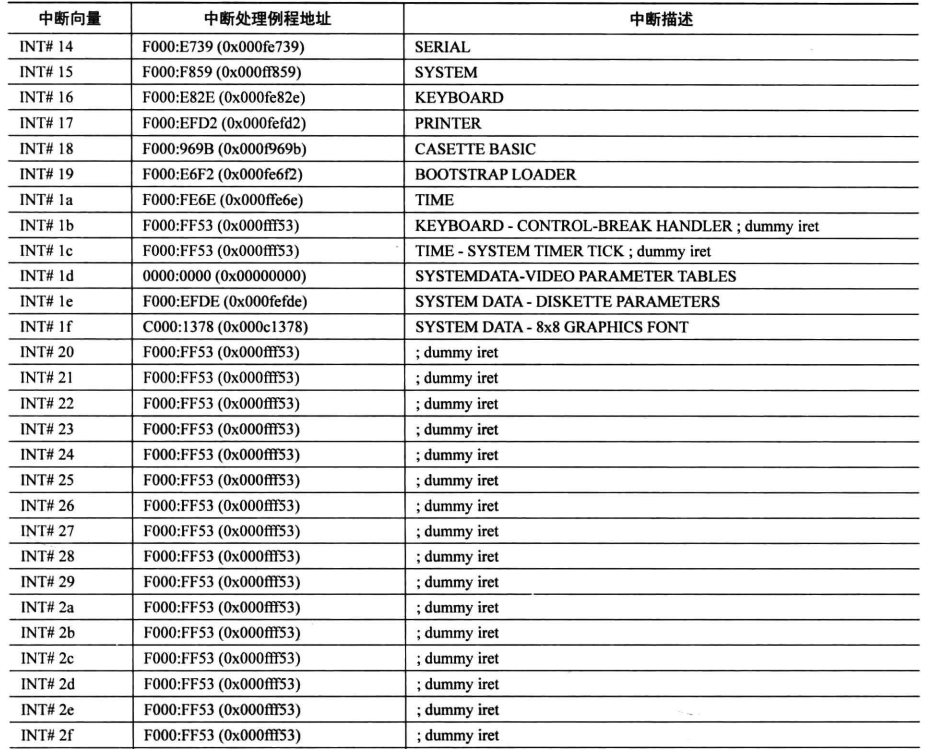 中断向量 中断处理例程地址 中断描述
INT# 14 F000:E739 (0x000fe739) SERIAL
INT# 15 F000:F859 (0x000ff859) SYSTEM
INT# 16 F000:E82E (0x000fe82e) KEYBOARD
INT# 17 F000:EFD2 (0x000fefd2) PRINTER
INT# 18 F000:969B (0x000f969b) CASETTE BASIC
INT# 19 F000:E6F2 (0x000fe6f2) BOOTSTRAP LOADER
INT# 1a F000:FE6E (0x000ffe6e) TIME
INT# 1b F000:FF53 (0x000fff53) KEYBOARD - CONTROL-BREAK HANDLER ; dummy iret
INT# 1c F000:FF53 (0x000fff53) TIME - SYSTEM TIMER TICK ; dummy iret
INT# 1d 0000:0000 (0x00000000) SYSTEMDATA-VIDEO PARAMETER TABLES
INT# 1e F000:EFDE (0x000fefde) SYSTEM DATA - DISKETTE PARAMETERS
INT# 1f C000:1378 (0x000c1378) SYSTEM DATA - 8x8 GRAPHICS FONT
INT# 20 F000:FF53 (0x000fff53) ; dummy iret
INT# 21 F000:FF53 (0x000fff53) ; dummy iret
INT# 22 F000:FF53 (0x000fff53) ; dummy iret
INT# 23 F000:FF53 (0x000fff53) ; dummy iret
INT# 24 F000:FF53 (0x000fff53) ; dummy iret
INT# 25 F000:FF53 (0x000fff53) ; dummy iret
INT# 26 F000:FF53 (0x000fff53) ; dummy iret
INT# 27 F000:FF53 (0x000fff53) ; dummy iret
INT# 28 F000:FF53 (0x000fff53) ; dummy iret
INT# 29 F000:FF53 (0x000fff53) ; dummy iret
INT# 2a F000:FF53 (0x000fff53) ; dummy iret
INT# 2b F000:FF53 (0x000fff53) ; dummy iret
INT# 2c F000:FF53 (0x000fff53) ; dummy iret
INT# 2d F000:FF53 (0x000fff53) ; dummy iret
INT# 2e F000:FF53 (0x000fff53) ; dummy iret
INT# 2f F000:FF53 (0x000fff53) ; dummy iret